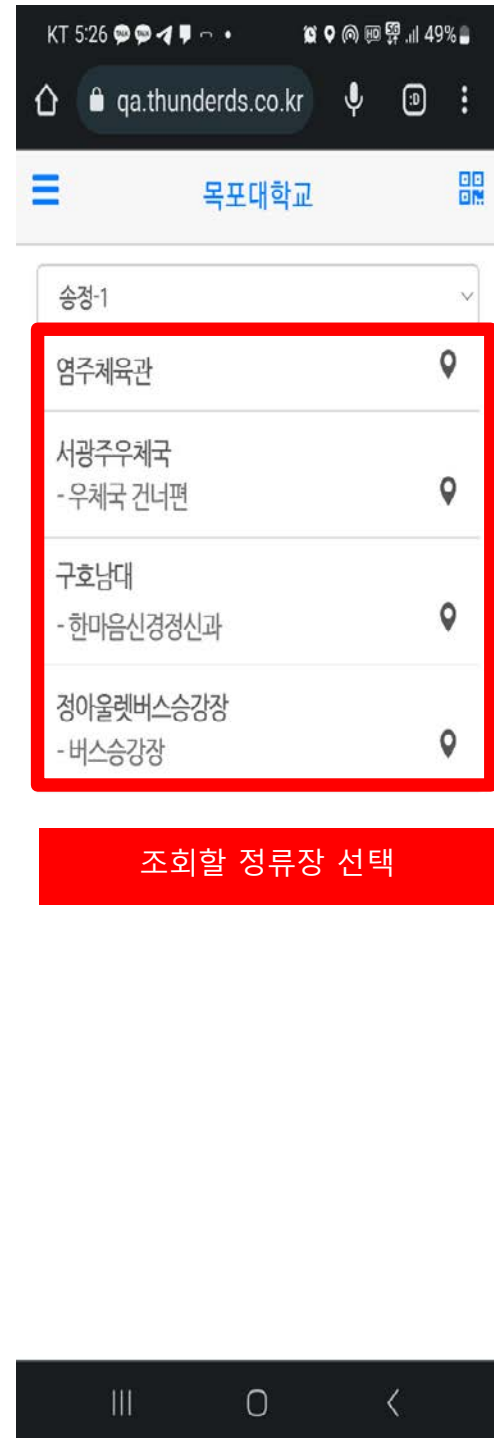 KT 5:26 49%
qa.thunderds.co.kr :D
목포대학교
송정-1
염주체육관
서광주우체국
- 우체국 건너편
구호남대
- 한마음신경정신과
정아울렛버스승강장
- 버스승강장
조회할 정류장 선택